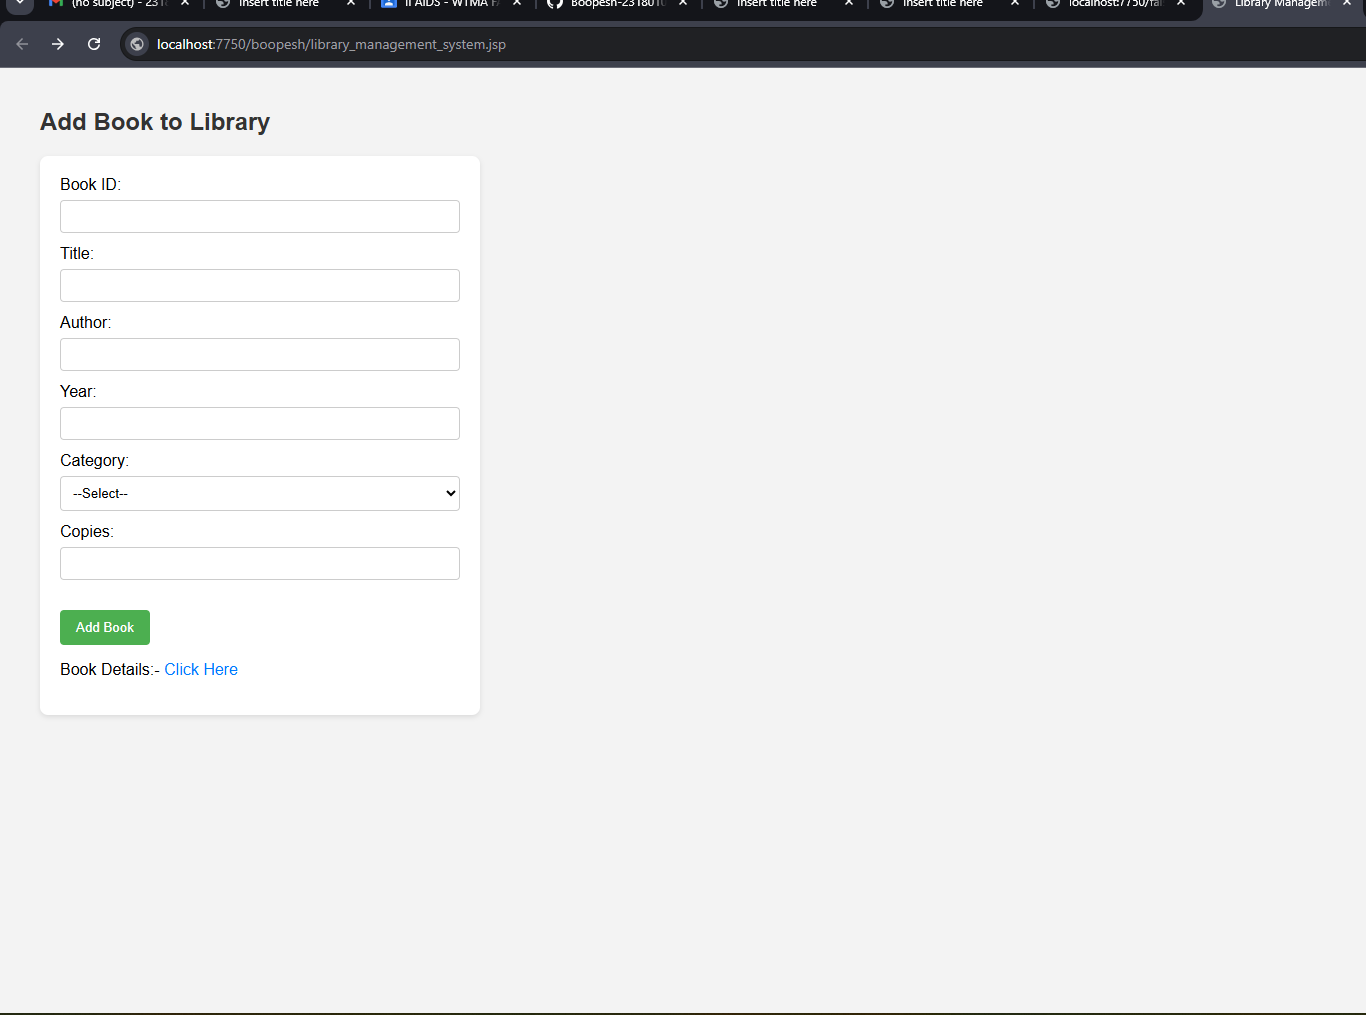 (no subject) - 231
Insert title here
II AIDS - WTMA
Boopesh-231801
Insert title here
Insert title here
localhost:7750/fai
Library Managem
localhost:7750/boopesh/library_management_system.jsp
Add Book to Library
Book ID:
Title:
Author:
Year:
Category:
--Select--
Copies:
Add Book
Book Details:- Click Here